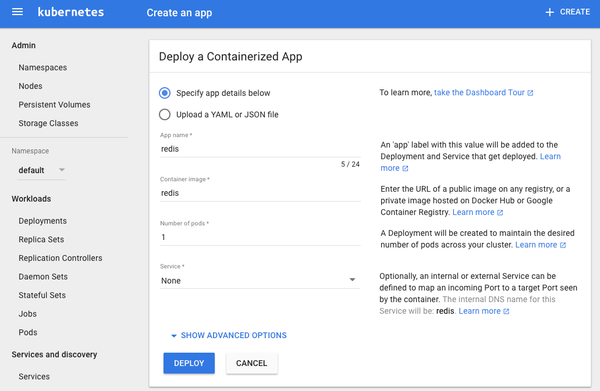 kubernetes
Create an app
+ CREATE
Admin
Namespaces
Nodes
Persistent Volumes
Storage Classes
Namespace
default
Workloads
Deployments
Replica Sets
Replication Controllers
Daemon Sets
Stateful Sets
Jobs
Pods
Services and discovery
Services
Deploy a Containerized App
Specify app details below
To learn more, take the Dashboard Tour
Upload a YAML or JSON file
App name *
redis
5 / 24
An 'app' label with this value will be added to the
Deployment and Service that get deployed. Learn
more
Container image *
redis
Enter the URL of a public image on any registry, or a
private image hosted on Docker Hub or Google
Container Registry. Learn more
Number of pods *
1
A Deployment will be created to maintain the desired
number of pods across your cluster. Learn more
Service *
None
Optionally, an internal or external Service can be
defined to map an incoming Port to a target Port seen
by the container. The internal DNS name for this
Service will be: redis. Learn more
SHOW ADVANCED OPTIONS
DEPLOY
CANCEL